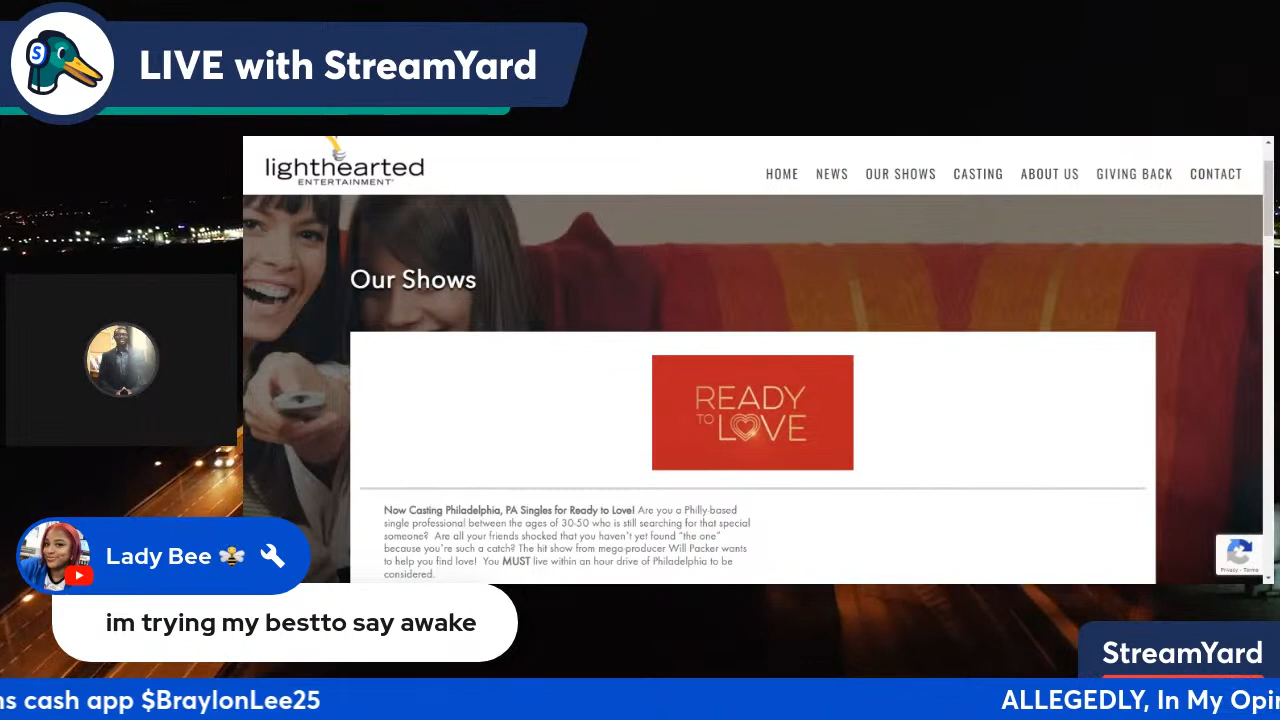 S
LIVE with StreamYard
lighthearted
ENTERTAINMENT
HOME NEWS OUR SHOWS CASTING ABOUT US GIVING BACK CONTACT
Our Shows
READY
TO LOVE
Now Casting Philadelphia, PA Singles for Ready to Love! Are you a Philly-based
single professional between the ages of 30-50 who is still searching for that special
someone? Are all your friends shocked that you haven't yet found "the one"
because you're such a catch? The hit show from mega-producer Will Packer wants
to help you find love! You MUST live within an hour drive of Philadelphia to be
considered.
Privacy - Terms
Lady Bee 🐝
im trying my bestto say awake
StreamYard
ns cash app $BraylonLee25
ALLEGEDLY, In My Opin